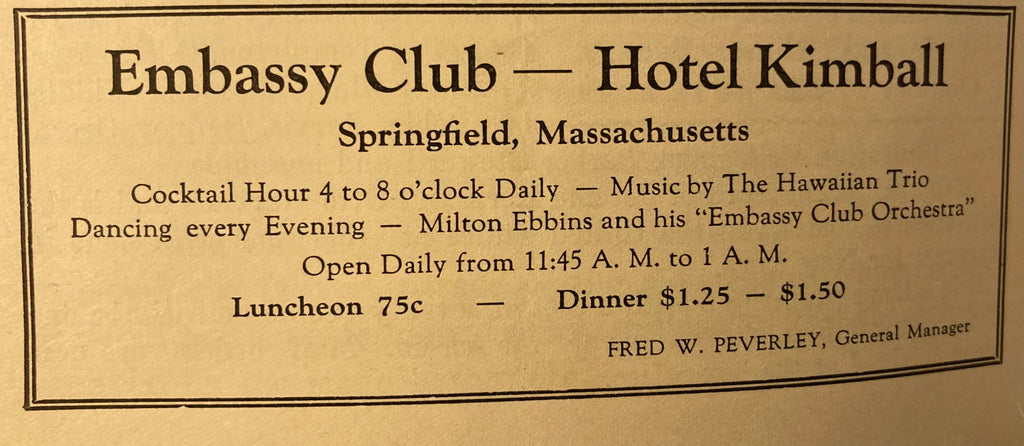 Embassy Club — Hotel Kimball
Springfield, Massachusetts
Cocktail Hour 4 to 8 o'clock Daily — Music by The Hawaiian Trio
Dancing every Evening — Milton Ebbins and his "Embassy Club Orchestra"
Open Daily from 11:45 A. M. to 1 A. M.
Luncheon 75c — Dinner $1.25 — $1.50
FRED W. PEVERLEY, General Manager